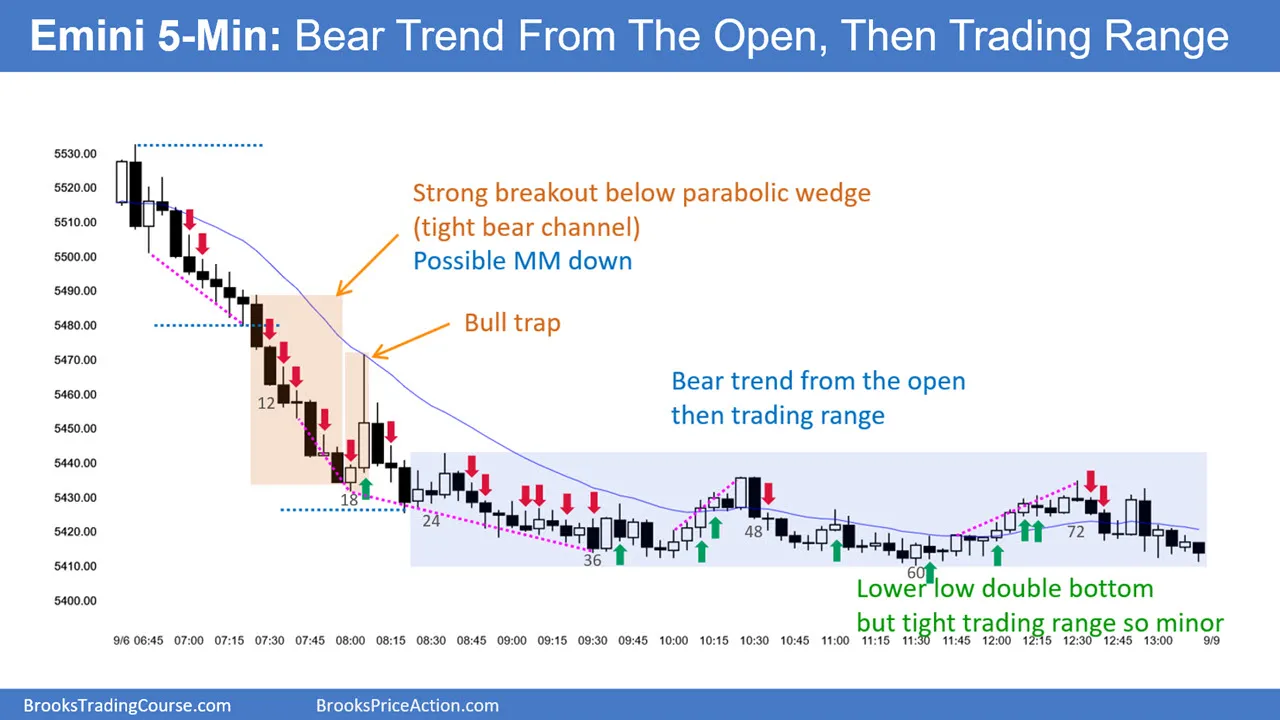 Emini 5-Min: Bear Trend From The Open, Then Trading Range
5530.00
5520.00
5510.00
5500.00
5490.00
5480.00
5470.00
5460.00
5450.00
5440.00
5430.00
5420.00
5410.00
5400.00
Strong breakout below parabolic wedge
(tight bear channel)
Possible MM down
Bull trap
Bear trend from the open
then trading range
12
18
24
36
48
60
72
Lower low double bottom
but tight trading range so minor
9/6 06:45 07:00 07:15 07:30 07:45 08:00 08:15 08:30 08:45 09:00 09:15 09:30 09:45 10:00 10:15 10:30 10:45 11:00 11:15 11:30 11:45 12:00 12:15 12:30 12:45 13:00 9/9
BrooksTradingCourse.com BrooksPriceAction.com